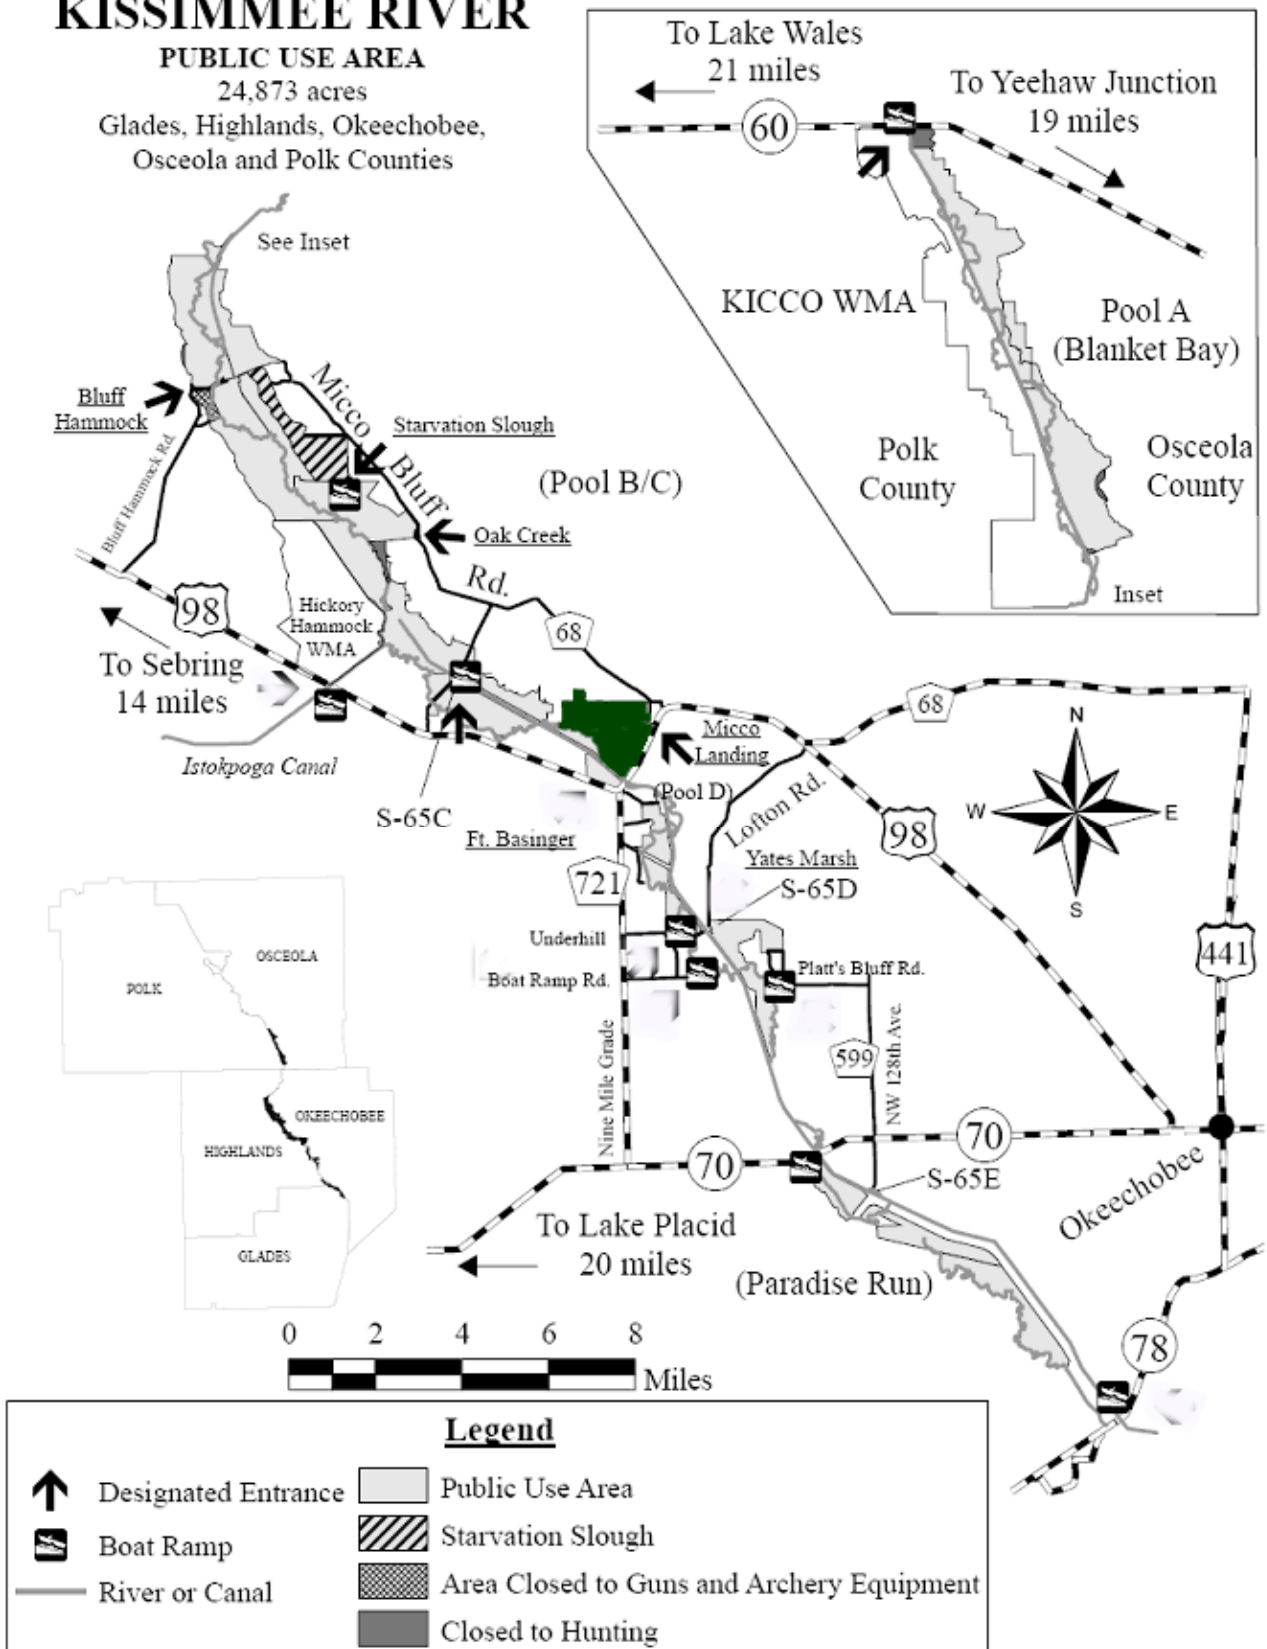 KISSIMMEE RIVER
PUBLIC USE AREA
24,873 acres
Glades, Highlands, Okeechobee,
Osceola and Polk Counties
To Lake Wales
21 miles
To Yeehaw Junction
19 miles
60
KICCO WMA
Pool A
(Blanket Bay)
Polk
County
Osceola
County
Inset
See Inset
Bluff
Hammock
Bluff Hammock Rd.
Micco Bluff Rd.
Starvation Slough
(Pool B/C)
Oak Creek
98
To Sebring
14 miles
Hickory
Hammock
WMA
68
Istokpoga Canal
S-65C
Micco
Landing
(Pool D)
68
Lofton Rd.
98
N
W
E
S
Ft. Basinger
721
Yates Marsh
S-65D
441
Underhill
Boat Ramp Rd.
Platt's Bluff Rd.
Nine Mile Grade
599
NW 128th Ave.
OSCEOLA
POLK
OKEECHOBEE
HIGHLANDS
GLADES
70
70
S-65E
Okeechobee
To Lake Placid
20 miles
(Paradise Run)
78
0 2 4 6 8
Miles
Legend
Designated Entrance
Boat Ramp
River or Canal
Public Use Area
Starvation Slough
Area Closed to Guns and Archery Equipment
Closed to Hunting